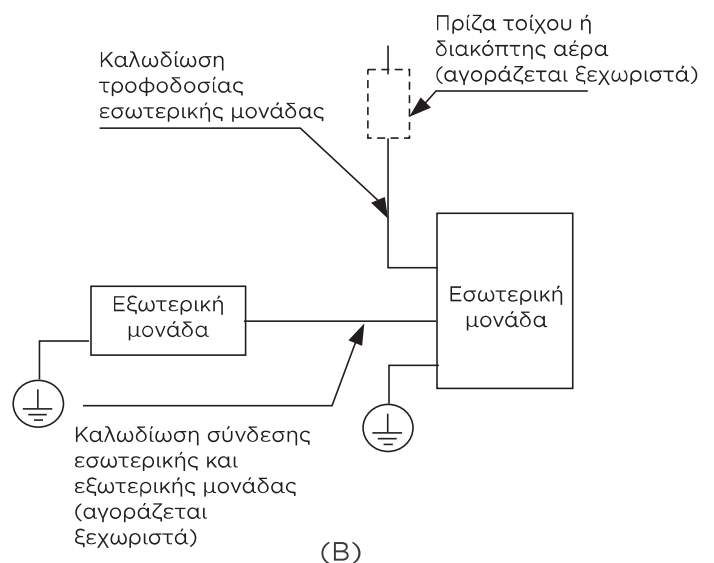 Πρίζα τοίχου ή
διακόπτης αέρα
(αγοράζεται ξεχωριστά)
Καλωδίωση
τροφοδοσίας
εσωτερικής μονάδας
Εξωτερική
μονάδα
Εσωτερική
μονάδα
Καλωδίωση σύνδεσης
εσωτερικής και
εξωτερικής μονάδας
(αγοράζεται
ξεχωριστά)
(B)